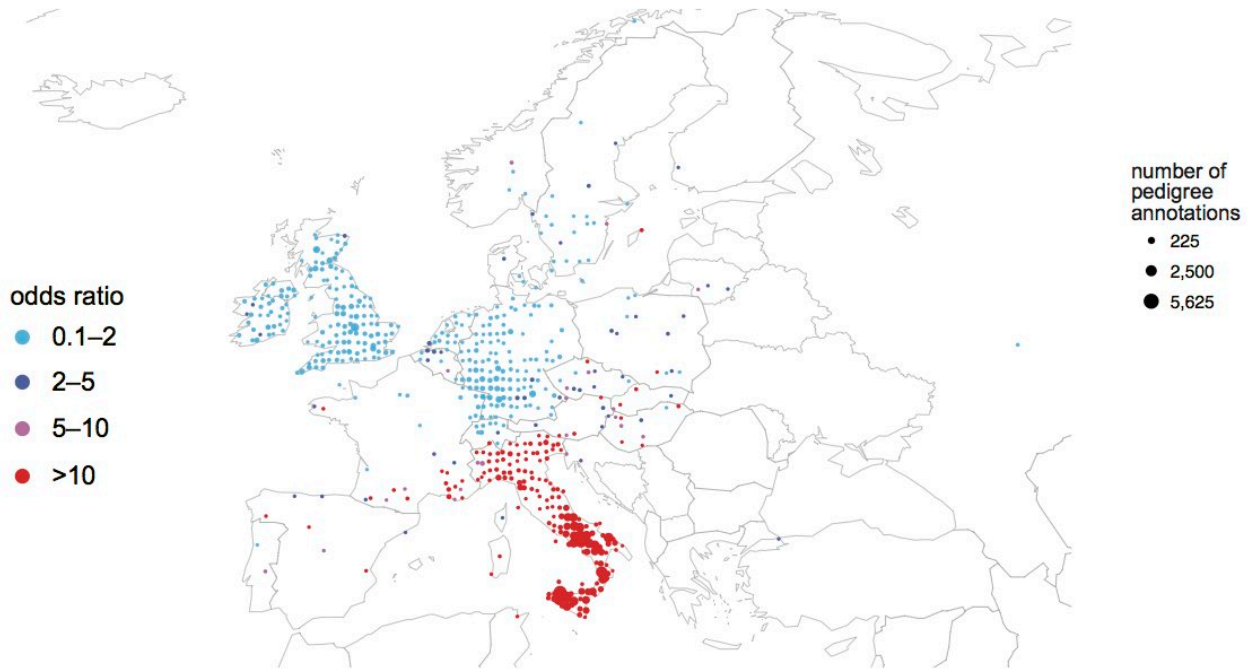 odds ratio
0.1–2
2–5
5–10
>10
number of
pedigree
annotations
225
2,500
5,625